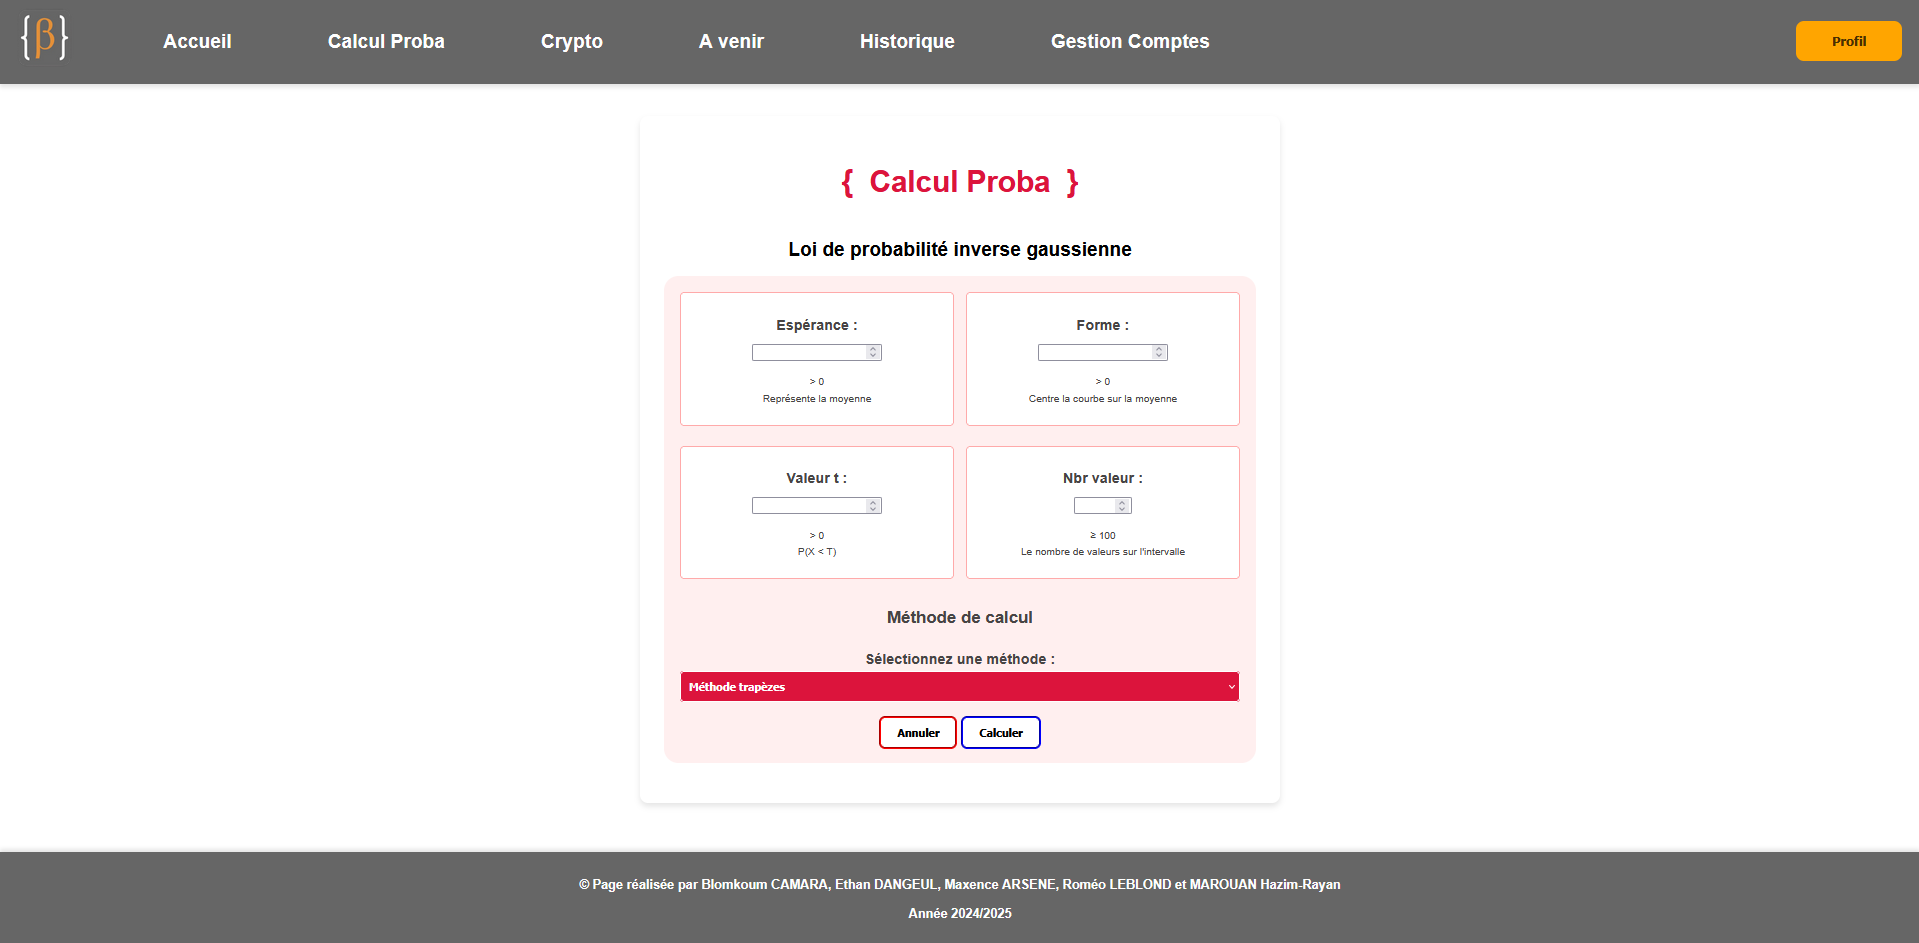 {β}
Accueil
Calcul Proba
Crypto
A venir
Historique
Gestion Comptes
Profil
{ Calcul Proba }
Loi de probabilité inverse gaussienne
Espérance :
> 0
Représente la moyenne
Forme :
> 0
Centre la courbe sur la moyenne
Valeur t :
> 0
P(X < T)
Nbr valeur :
≥ 100
Le nombre de valeurs sur l'intervalle
Méthode de calcul
Sélectionnez une méthode :
Méthode trapèzes
Annuler
Calculer
© Page réalisée par Blomkoum CAMARA, Ethan DANGEUL, Maxence ARSENE, Roméo LEBLOND et MAROUAN Hazim-Rayan
Année 2024/2025